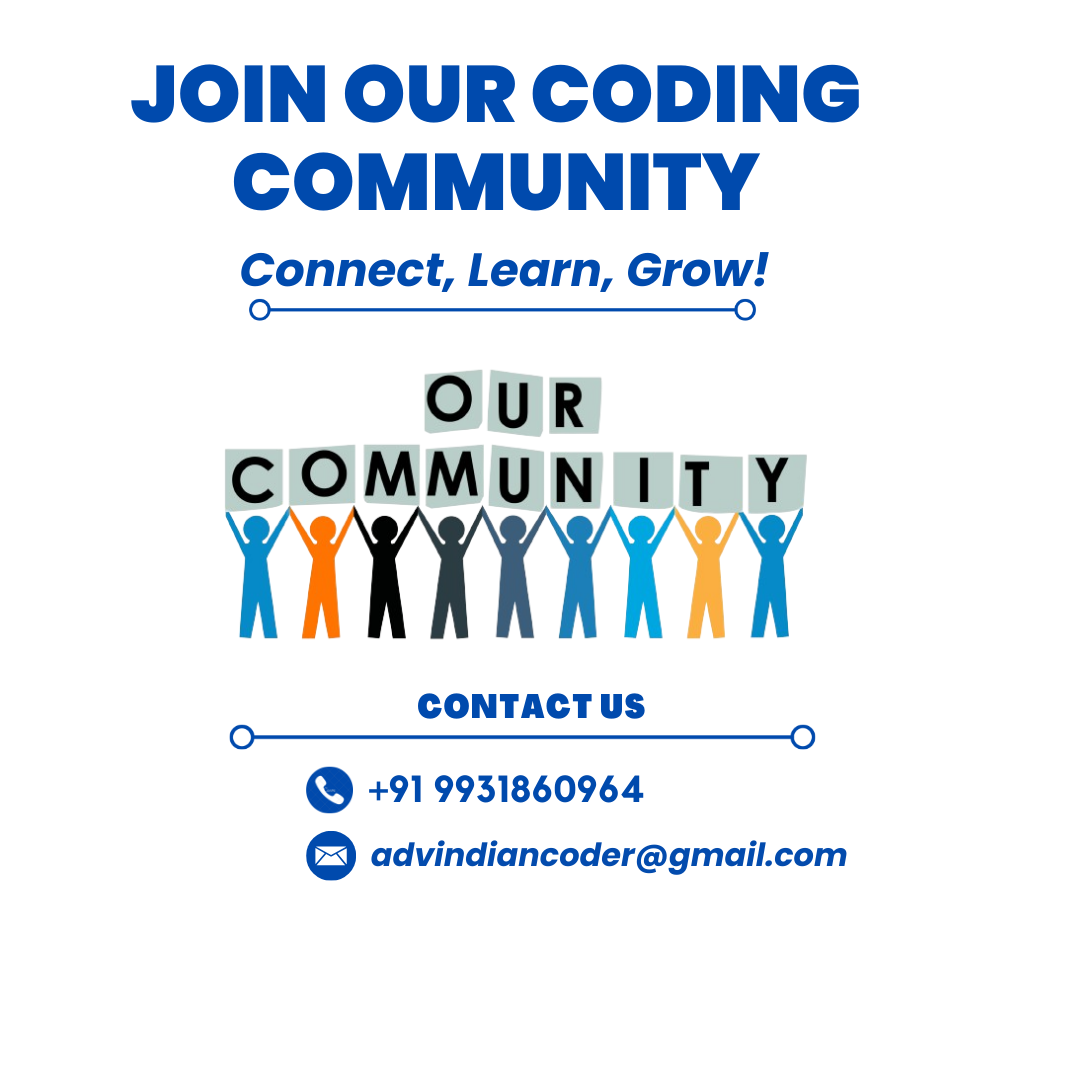 JOIN OUR CODING
COMMUNITY
Connect, Learn, Grow!
OUR
COMMUNITY
CONTACT US
+91 9931860964
advindiancoder@gmail.com